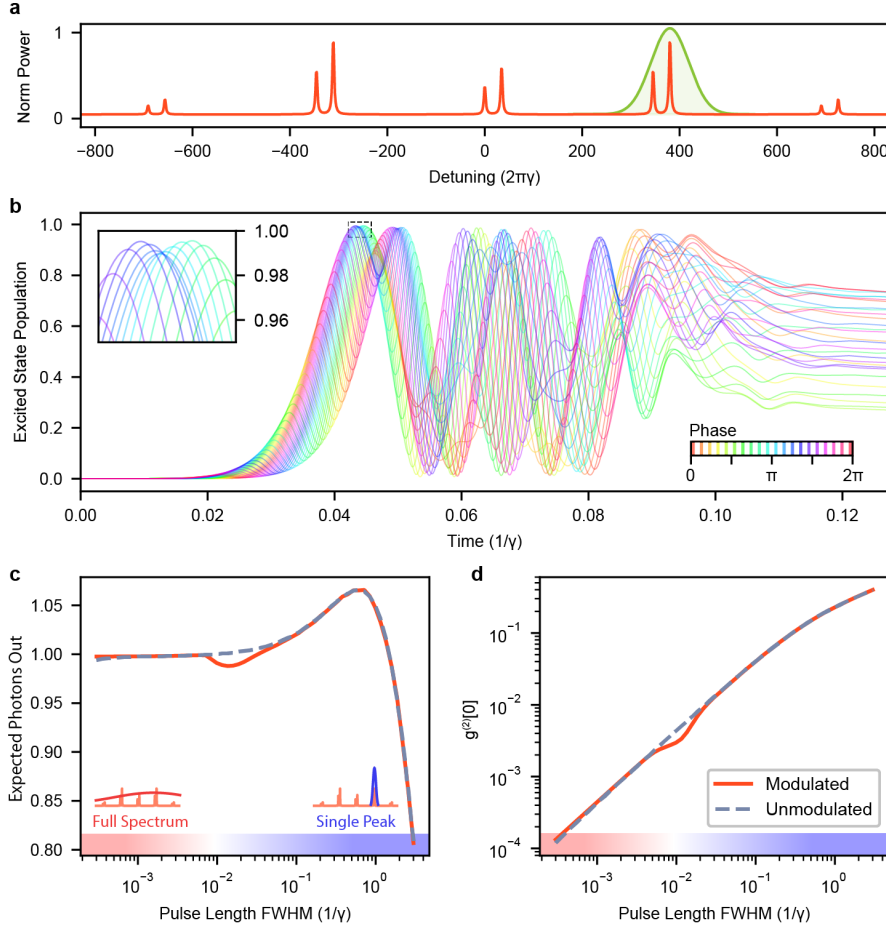 a
1
0
Norm Power
−800
−600
−400
−200
0
200
400
600
800
Detuning (2πγ)
b
1.0
0.8
0.6
0.4
0.2
0.0
Excited State Population
1.00
0.98
0.96
Phase
0
π
2π
0.00
0.02
0.04
0.06
0.08
0.10
0.12
Time (1/γ)
c
1.05
1.00
0.95
0.90
0.85
0.80
Expected Photons Out
Full Spectrum
Single Peak
10⁻³
10⁻²
10⁻¹
10⁰
Pulse Length FWHM (1/γ)
d
10⁻¹
10⁻²
10⁻³
10⁻⁴
g⁽²⁾[0]
Modulated
Unmodulated
10⁻³
10⁻²
10⁻¹
10⁰
Pulse Length FWHM (1/γ)